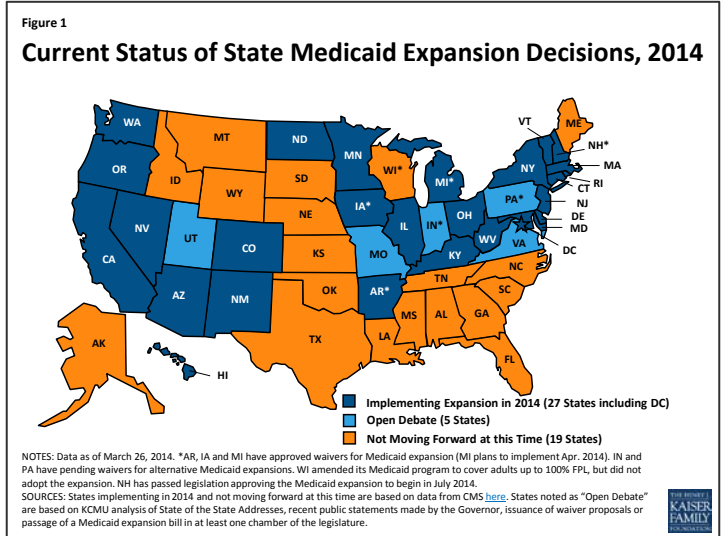 Figure 1
Current Status of State Medicaid Expansion Decisions, 2014
WA
MT
ND
MN
VT
ME
NH*
OR
ID
SD
WI*
MI*
NY
MA
WY
RI
CT
IA*
PA*
NJ
NE
NV
OH
DE
IL
IN*
MD
UT
CO
WV
VA
CA
KS
MO
KY
DC
NC
TN
AZ
NM
OK
AR*
SC
MS
AL
GA
AK
TX
LA
FL
HI
Implementing Expansion in 2014 (27 States including DC)
Open Debate (5 States)
Not Moving Forward at this Time (19 States)
NOTES: Data as of March 26, 2014. *AR, IA and MI have approved waivers for Medicaid expansion (MI plans to implement Apr. 2014). IN and
PA have pending waivers for alternative Medicaid expansions. WI amended its Medicaid program to cover adults up to 100% FPL, but did not
adopt the expansion. NH has passed legislation approving the Medicaid expansion to begin in July 2014.
SOURCES: States implementing in 2014 and not moving forward at this time are based on data from CMS here. States noted as “Open Debate”
are based on KCMU analysis of State of the State Addresses, recent public statements made by the Governor, issuance of waiver proposals or
passage of a Medicaid expansion bill in at least one chamber of the legislature.
THE HENRY J.
KAISER
FAMILY
FOUNDATION